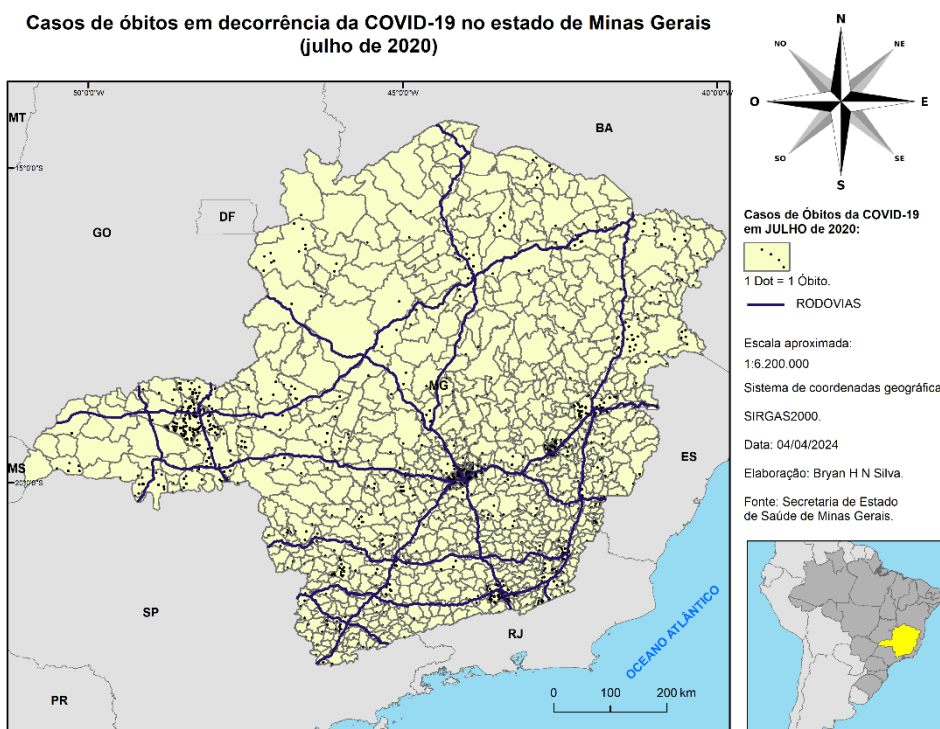 Casos de óbitos em decorrência da COVID-19 no estado de Minas Gerais
(julho de 2020)
50°0'0"W
45°0'0"W
40°0'0"W
15°0'0"S
20°0'0"S
MT
BA
DF
GO
MG
MS
ES
SP
RJ
PR
OCEANO ATLÂNTICO
0 100 200 km
N
NO
NE
O
E
SO
SE
S
Casos de Óbitos da COVID-19
em JULHO de 2020:
1 Dot = 1 Óbito.
RODOVIAS
Escala aproximada:
1:6.200.000
Sistema de coordenadas geográfica
SIRGAS2000.
Data: 04/04/2024
Elaboração: Bryan H N Silva.
Fonte: Secretaria de Estado
de Saúde de Minas Gerais.